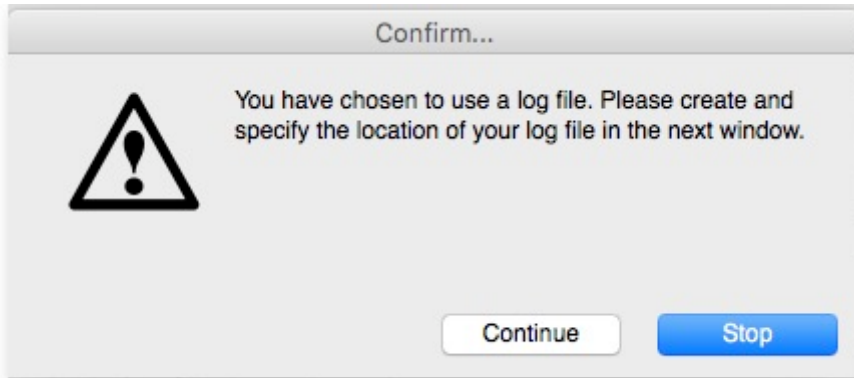 Confirm...
You have chosen to use a log file. Please create and
specify the location of your log file in the next window.
Continue
Stop